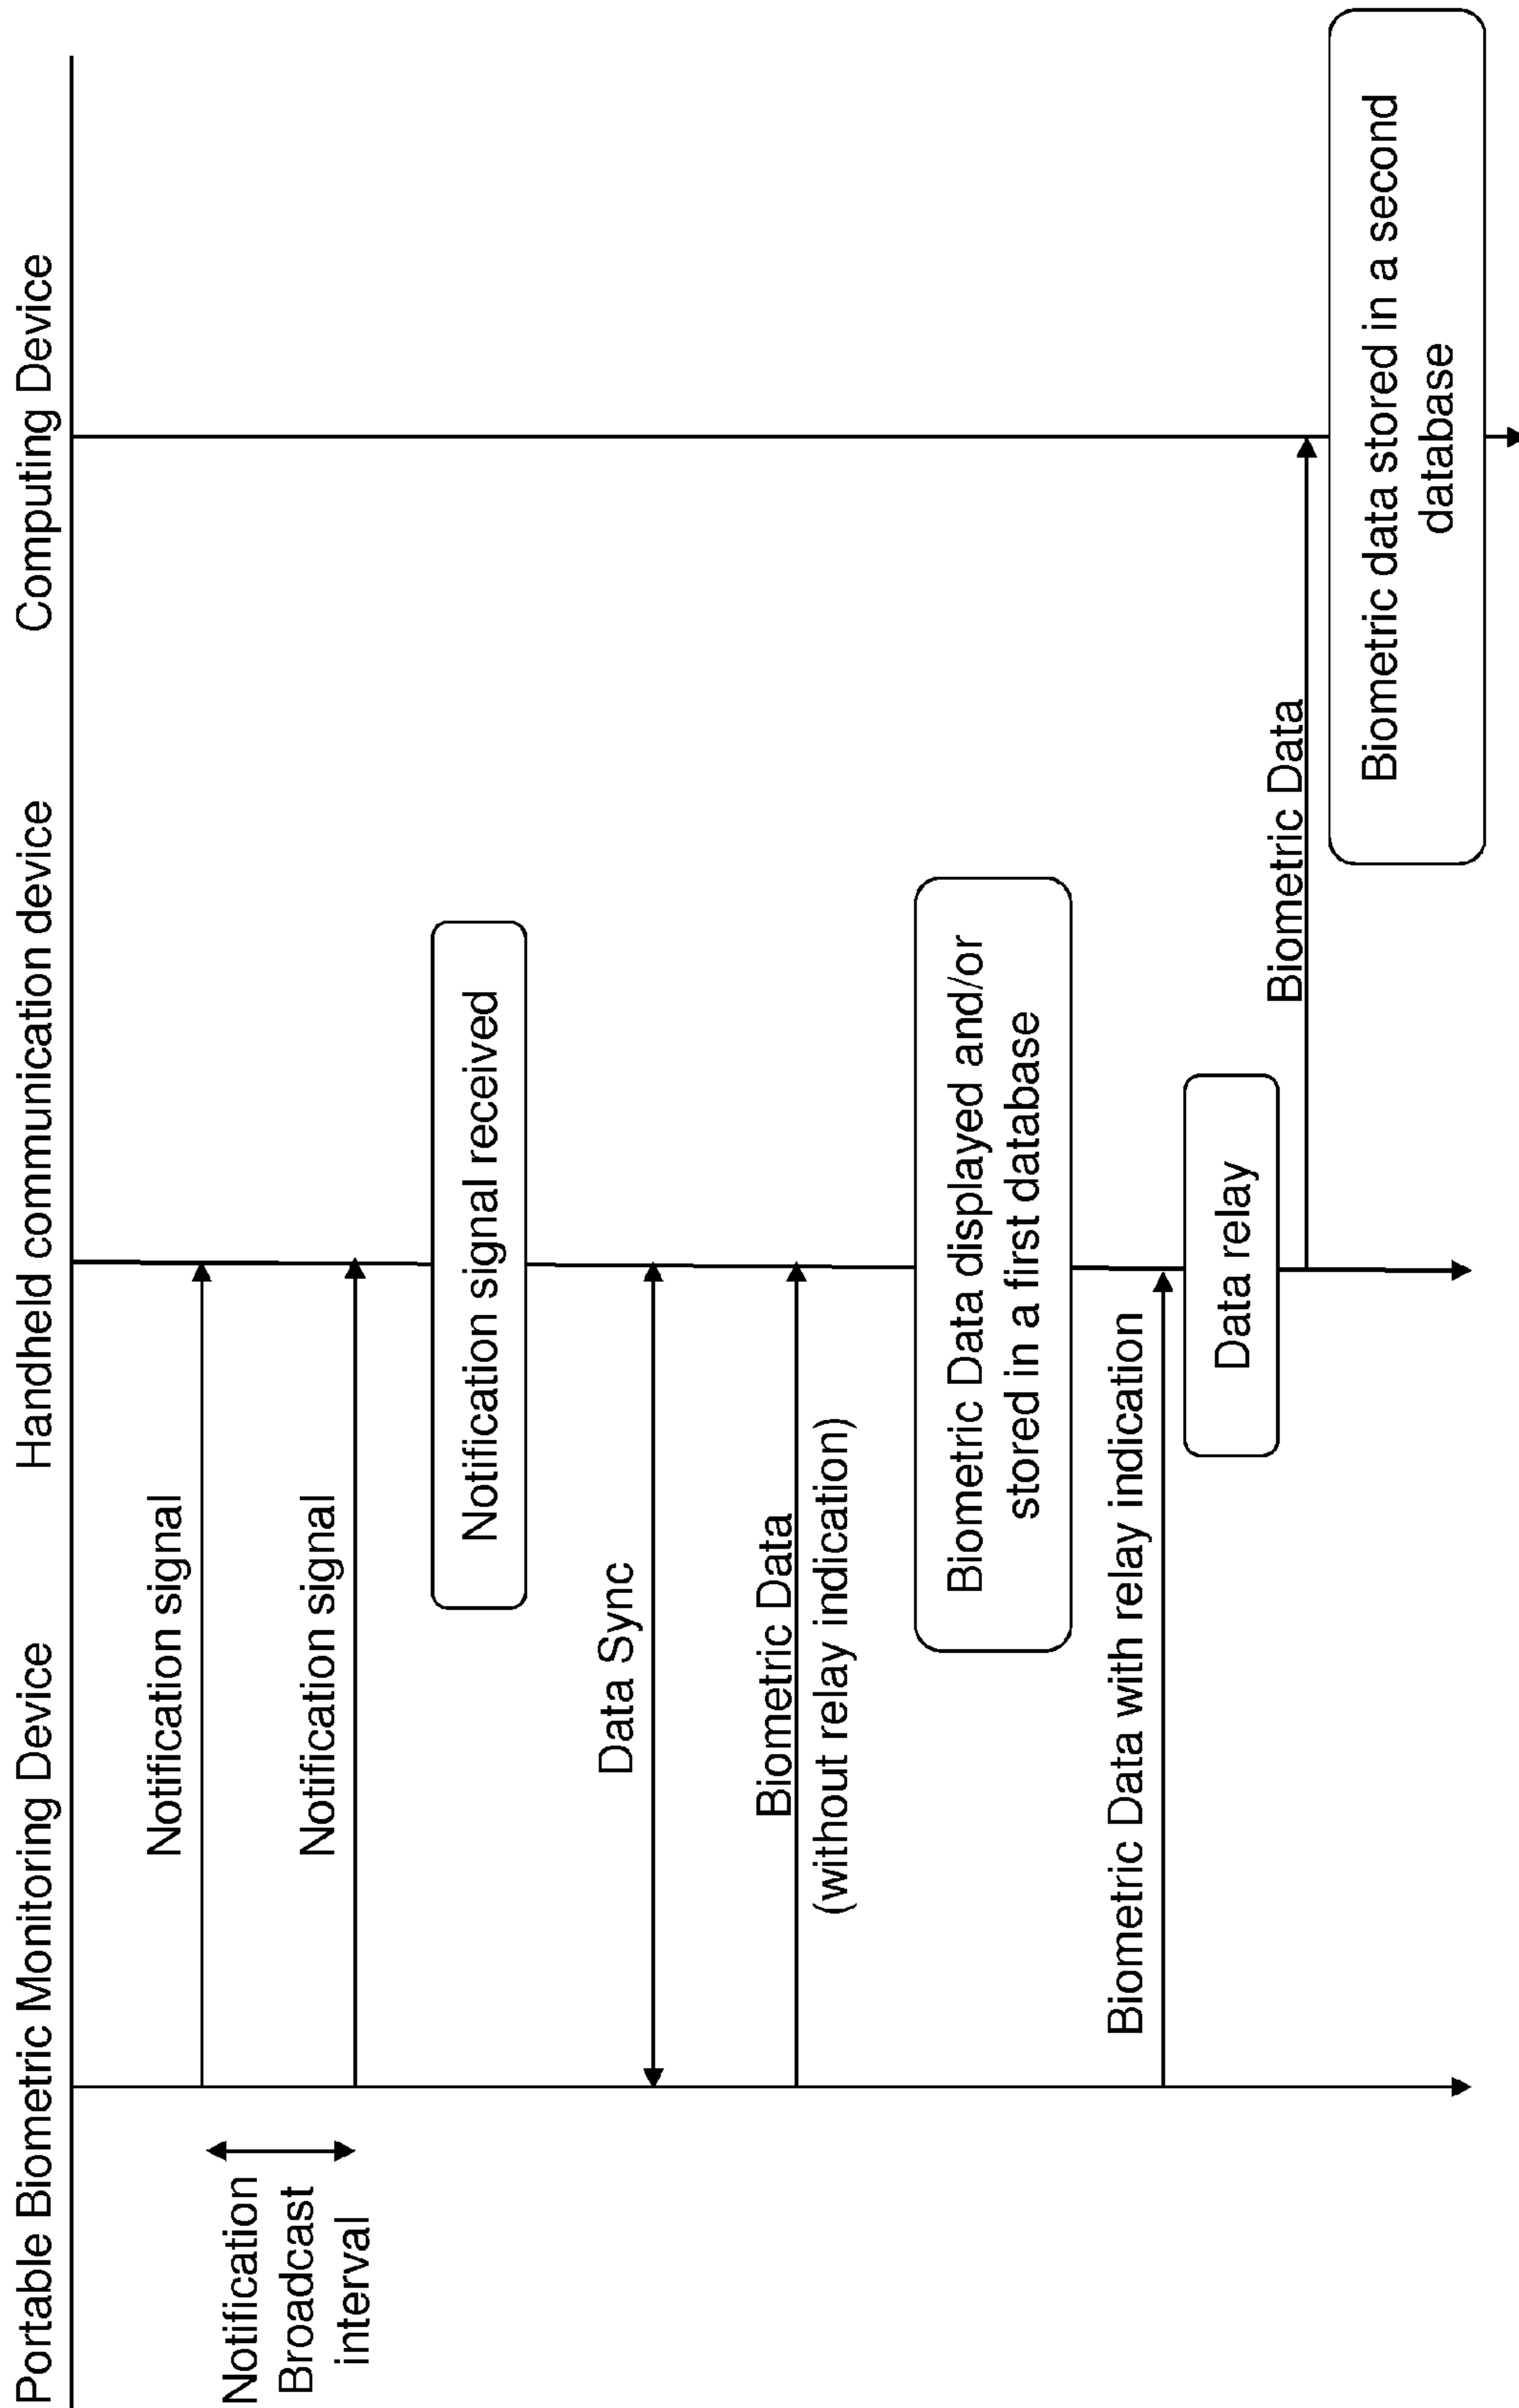 Portable Biometric Monitoring Device
Handheld communication device
Computing Device
Notification signal
Notification
Broadcast
interval
Notification signal
Notification signal received
Data Sync
Biometric Data
(without relay indication)
Biometric Data displayed and/or
stored in a first database
Biometric Data with relay indication
Data relay
Biometric Data
Biometric data stored in a second
database